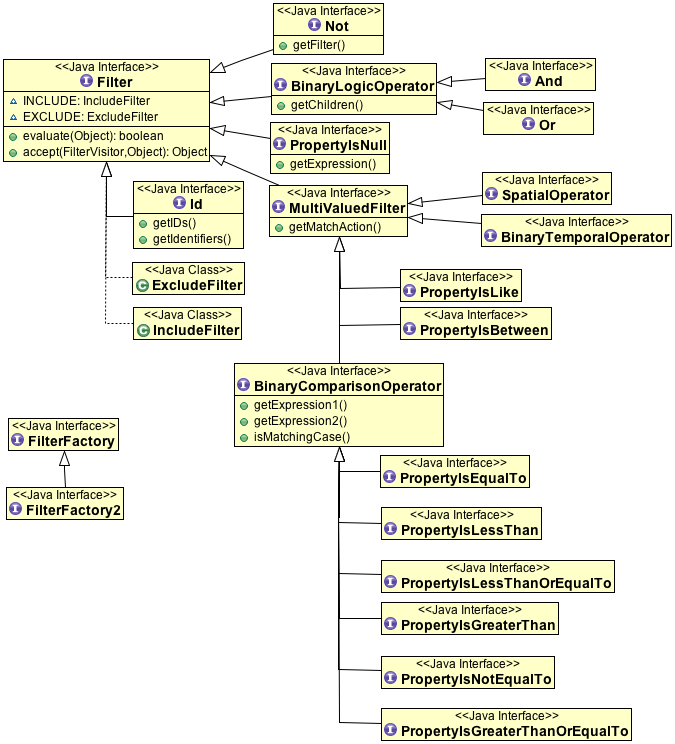 <<Java Interface>>
Not
getFilter()
<<Java Interface>>
Filter
INCLUDE: IncludeFilter
EXCLUDE: ExcludeFilter
evaluate(Object): boolean
accept(FilterVisitor,Object): Object
<<Java Interface>>
BinaryLogicOperator
getChildren()
<<Java Interface>>
And
<<Java Interface>>
Or
<<Java Interface>>
PropertyIsNull
getExpression()
<<Java Interface>>
Id
getIDs()
getIdentifiers()
<<Java Interface>>
MultiValuedFilter
getMatchAction()
<<Java Interface>>
SpatialOperator
<<Java Interface>>
BinaryTemporalOperator
<<Java Class>>
ExcludeFilter
<<Java Class>>
IncludeFilter
<<Java Interface>>
PropertyIsLike
<<Java Interface>>
PropertyIsBetween
<<Java Interface>>
BinaryComparisonOperator
getExpression1()
getExpression2()
isMatchingCase()
<<Java Interface>>
FilterFactory
<<Java Interface>>
FilterFactory2
<<Java Interface>>
PropertyIsEqualTo
<<Java Interface>>
PropertyIsLessThan
<<Java Interface>>
PropertyIsLessThanOrEqualTo
<<Java Interface>>
PropertyIsGreaterThan
<<Java Interface>>
PropertyIsNotEqualTo
<<Java Interface>>
PropertyIsGreaterThanOrEqualTo